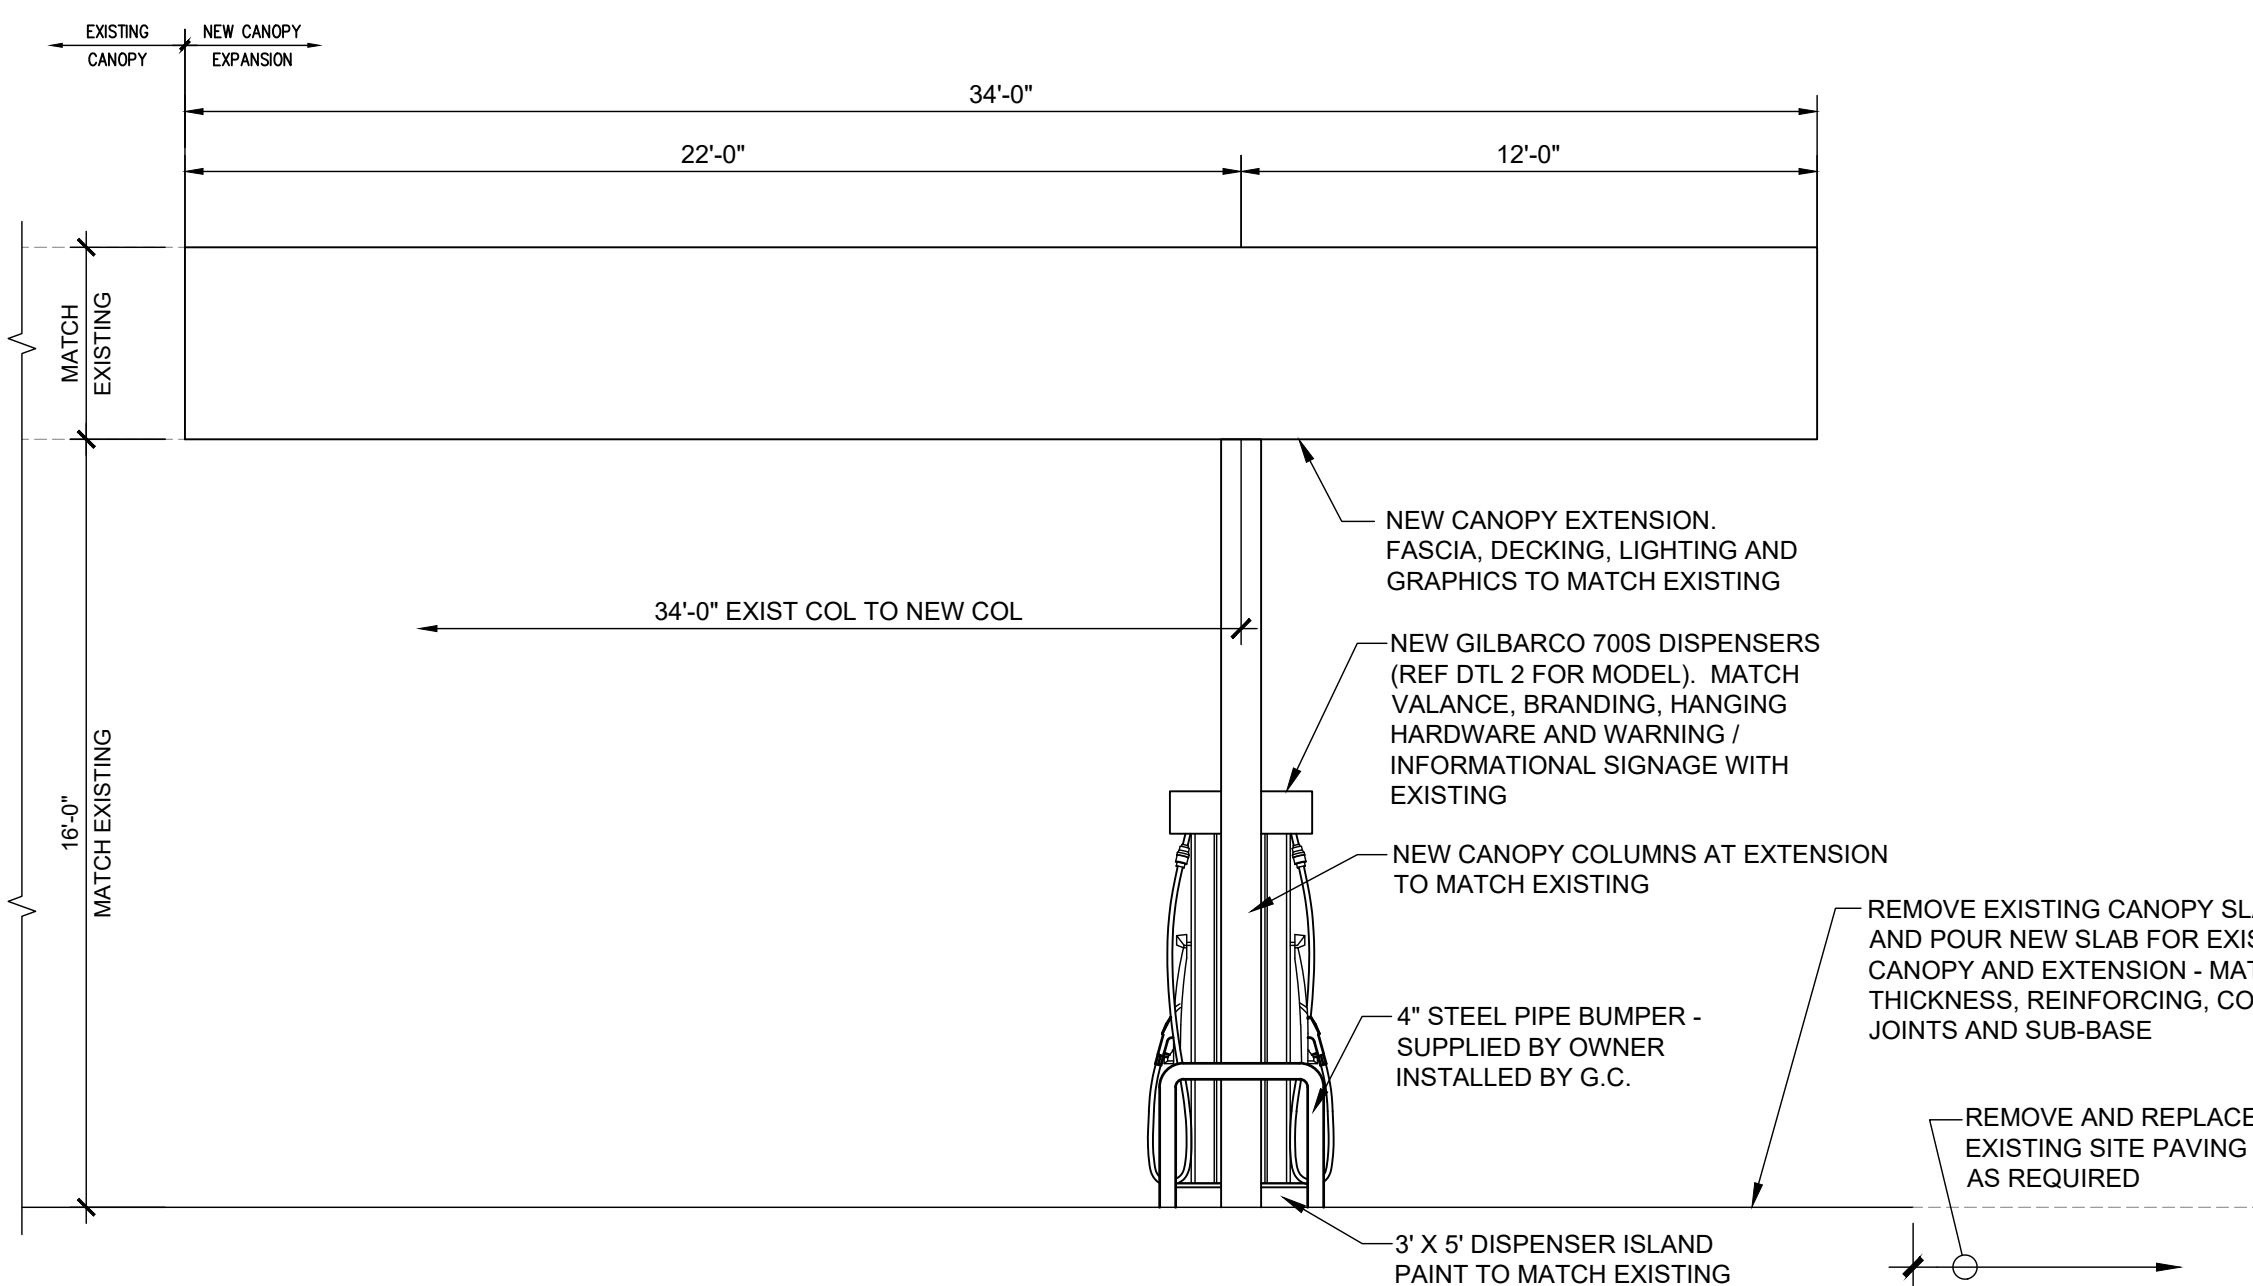 EXISTING
CANOPY
NEW CANOPY
EXPANSION
34'-0"
22'-0"
12'-0"
MATCH
EXISTING
NEW CANOPY EXTENSION.
FASCIA, DECKING, LIGHTING AND
GRAPHICS TO MATCH EXISTING
34'-0" EXIST COL TO NEW COL
NEW GILBARCO 700S DISPENSERS
(REF DTL 2 FOR MODEL). MATCH
VALANCE, BRANDING, HANGING
HARDWARE AND WARNING /
INFORMATIONAL SIGNAGE WITH
EXISTING
16'-0"
MATCH EXISTING
NEW CANOPY COLUMNS AT EXTENSION
TO MATCH EXISTING
REMOVE EXISTING CANOPY
AND POUR NEW SLAB FOR
CANOPY AND EXTENSION -
THICKNESS, REINFORCING,
JOINTS AND SUB-BASE
4" STEEL PIPE BUMPER -
SUPPLIED BY OWNER
INSTALLED BY G.C.
REMOVE AND REPLACE
EXISTING SITE PAVING
AS REQUIRED
3' X 5' DISPENSER ISLAND
PAINT TO MATCH EXISTING